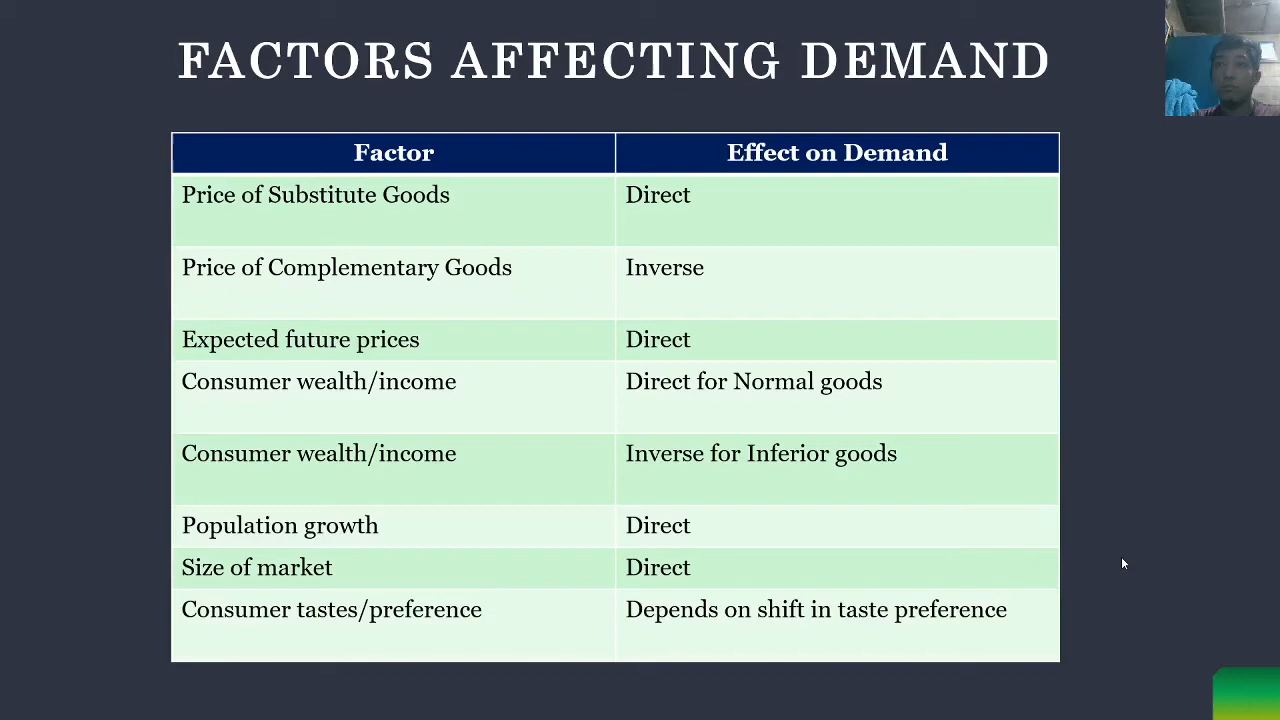 FACTORS AFFECTING DEMAND
Factor Effect on Demand
Price of Substitute Goods Direct
Price of Complementary Goods Inverse
Expected future prices Direct
Consumer wealth/income Direct for Normal goods
Consumer wealth/income Inverse for Inferior goods
Population growth Direct
Size of market Direct
Consumer tastes/preference Depends on shift in taste preference